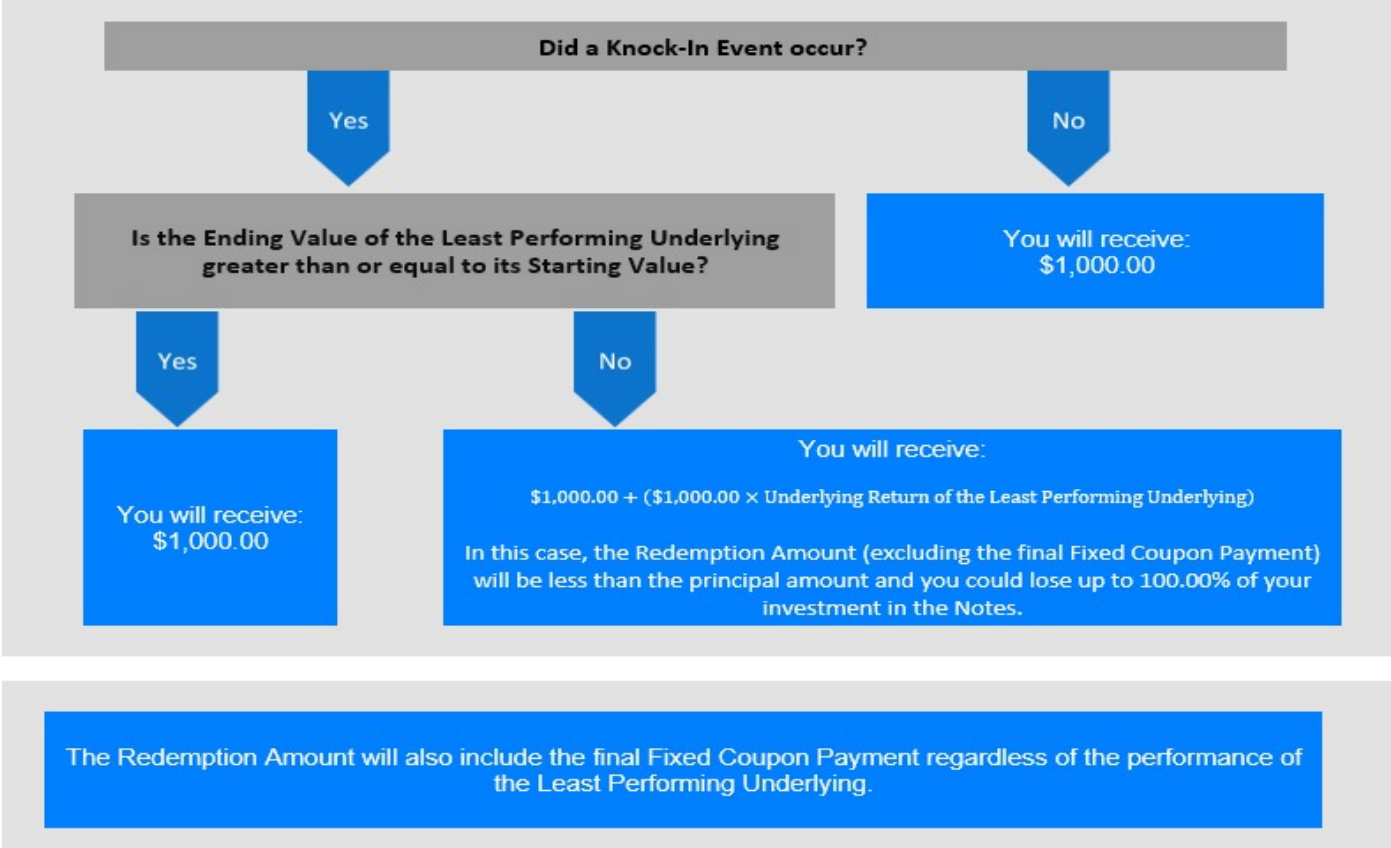 Did a Knock-In Event occur?
Yes
No
Is the Ending Value of the Least Performing Underlying
greater than or equal to its Starting Value?
You will receive:
$1,000.00
Yes
No
You will receive:
$1,000.00
You will receive:
$1,000.00 + ($1,000.00 × Underlying Return of the Least Performing Underlying)
In this case, the Redemption Amount (excluding the final Fixed Coupon Payment)
will be less than the principal amount and you could lose up to 100.00% of your
investment in the Notes.
The Redemption Amount will also include the final Fixed Coupon Payment regardless of the performance of
the Least Performing Underlying.